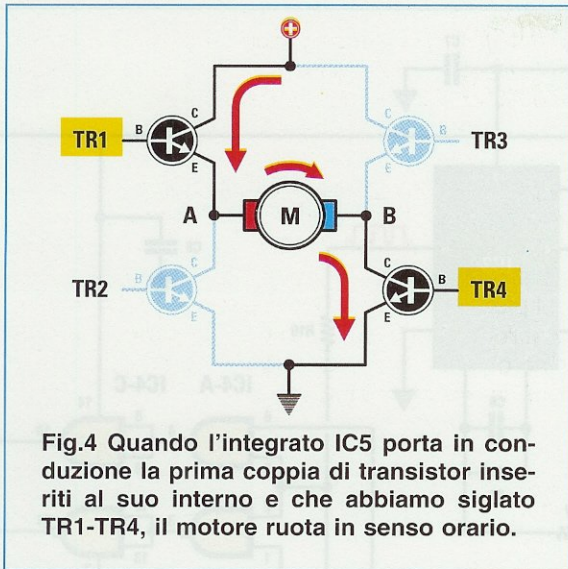 +
C
C
TR1
B
B
TR3
E
E
A
M
B
C
C
TR2
B
B
TR4
E
E
Fig.4 Quando l'integrato IC5 porta in con-
duzione la prima coppia di transistor inse-
riti al suo interno e che abbiamo siglato
TR1-TR4, il motore ruota in senso orario.